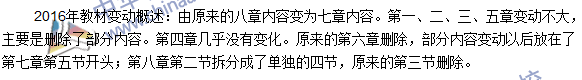 2016年教材变动概述：由原来的八章内容变为七章内容。第一、二、三、五章变动不大，
主要是删除了部分内容。第四章几乎没有变化。原来的第六章删除，部分内容变动以后放在了
第七章第五节开头；第八章第二节拆分成了单独的四节，原来的第三节删除。